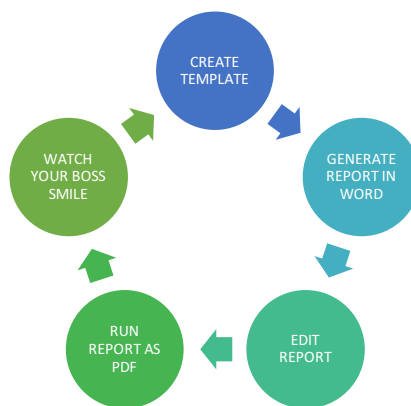 CREATE
TEMPLATE
GENERATE
REPORT IN
WORD
EDIT
REPORT
RUN
REPORT AS
PDF
WATCH
YOUR BOSS
SMILE